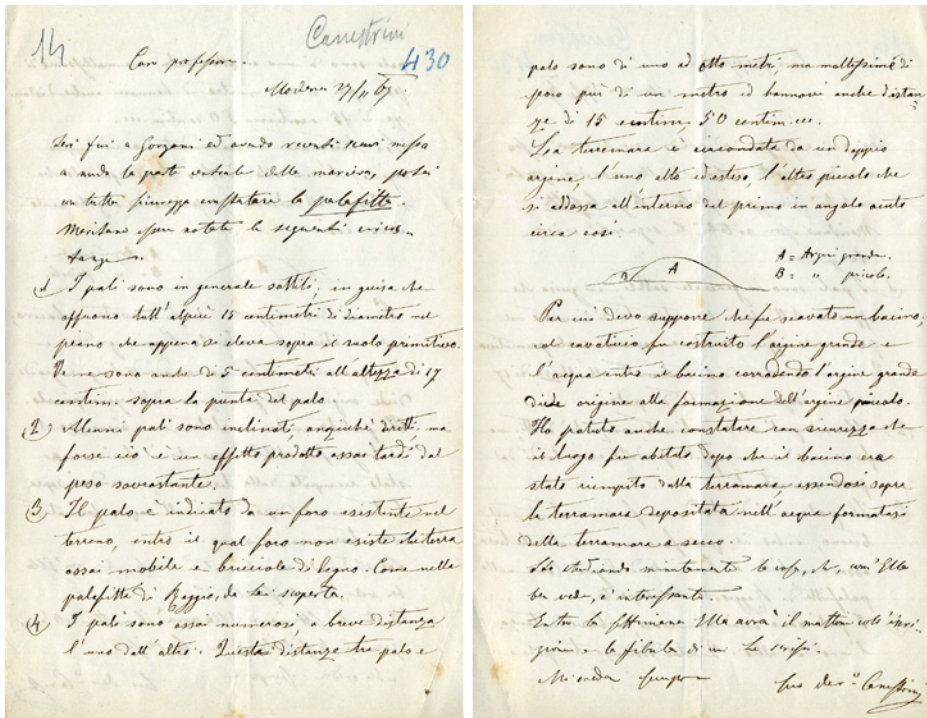 14
Canestrini
430
Caro professore.
Modena 27/11 67.
Ieri fui a Gorzano ed avendo recenti scavi messa
a nudo la parte centrale della mariera, potei
con tutta sicurezza constatare la palafitta.
Meritano esser notate le seguenti circos-
tanze.
1) I pali sono in generale sottili, in guisa che
offrono tutt'al più 15 centimetri di diametro nel
piano che appena si eleva sopra il suolo primitivo.
Ve ne sono anche di 5 centimetri all'altezza di 17
centim. sopra la punta del palo.
2) Alcuni pali sono inclinati, anziché diritti, ma
forse ciò è un effetto prodotto assai tardi dal
peso sovrastante.
3) Il palo è indicato da un foro esistente nel
terreno, entro il qual foro non esiste che terra
assai mobile e bricciole di legno. Come nelle
palafitte di Reggio, da Lei scoperta.
4) I pali sono assai numerosi, a breve distanza
l'uno dall'altro. Queste distanze tra palo e
palo sono di uno ad otto metri, ma moltissime di
poco più di un metro ed hannovi anche distan
ze di 15 centim, 50 centim. ecc.
La terramara è circondata da un doppio
argine, l'uno alto ed esteso, l'altro piccolo che
si addossa all'interno del primo in angolo acuto
circa così.
B A
A = Argine grande.
B = " piccolo.
Per cui devo supporre che fu scavato un bacino,
col cavaticcio fu costruito l'argine grande e
l'acqua entro il bacino corrodendo l'argine grande
diede origine alla formazione dell'argine piccolo.
Ho potuto anche constatare con sicurezza che
il luogo fu abitato dopo che il bacino era
stato riempito dalla terramara, essendosi sopra
la terramara depositata nell'acqua formatasi
della terramara a secco.
Sto studiando minutamente le cose, che, com'Ella
ben vede, è interessante.
Entro la settimana Ella avrà il mattone coll'iscri-
zione e la fibula di cui Le scrissi.
Mi creda sempre
Suo dev.º Canestrini